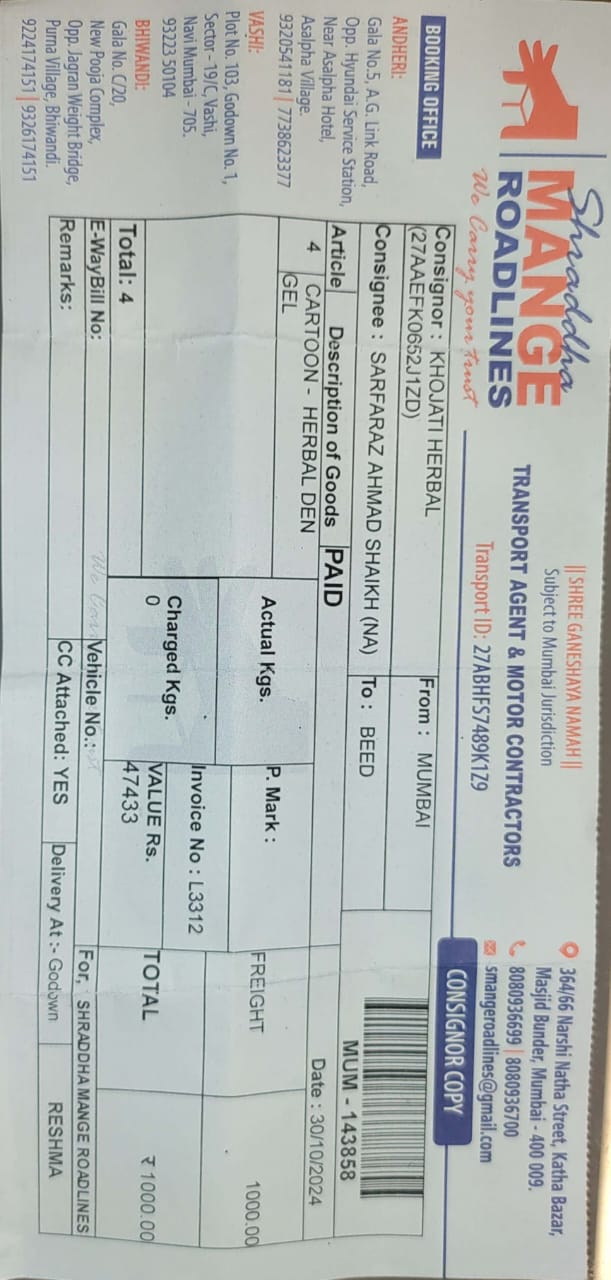 Shraddha
MANGE
ROADLINES
We Carry your trust
|| SHREE GANESHAYA NAMAH ||
Subject to Mumbai Jurisdiction
TRANSPORT AGENT & MOTOR CONTRACTORS
Transport ID: 27ABHFS7489K1Z9
364/66 Narshi Natha Street, Katha Bazar,
Masjid Bunder, Mumbai - 400 009.
8080936699 | 8080936700
smangeroadlines@gmail.com
BOOKING OFFICE
CONSIGNOR COPY
ANDHERI:
Gala No.5, A.G. Link Road,
Opp. Hyundai Service Station,
Near Asalpha Hotel,
Asalpha Village.
9320541181 | 7738623377
VASHI:
Plot No. 103, Godown No. 1,
Sector - 19/C, Vashi,
Navi Mumbai - 705.
93223 50104
BHIWANDI:
Gala No. C/20,
New Pooja Complex,
Opp. Jagran Weight Bridge,
Purna Village, Bhiwandi.
9224174151 | 9326174151
Consignor : KHOJATI HERBAL
(27AAEFK0652J1ZD)
From : MUMBAI
Consignee : SARFARAZ AHMAD SHAIKH (NA)
To : BEED
MUM - 143858
Article Description of Goods PAID
Date : 30/10/2024
4 CARTOON - HERBAL DEN
GEL
Actual Kgs.
P. Mark :
FREIGHT 1000.00
Invoice No : L3312
Charged Kgs.
0
VALUE Rs.
47433
TOTAL ₹ 1000.00
Total: 4
E-WayBill No:
Vehicle No.:
For, SHRADDHA MANGE ROADLINES
Remarks:
CC Attached: YES
Delivery At :- Godown
RESHMA